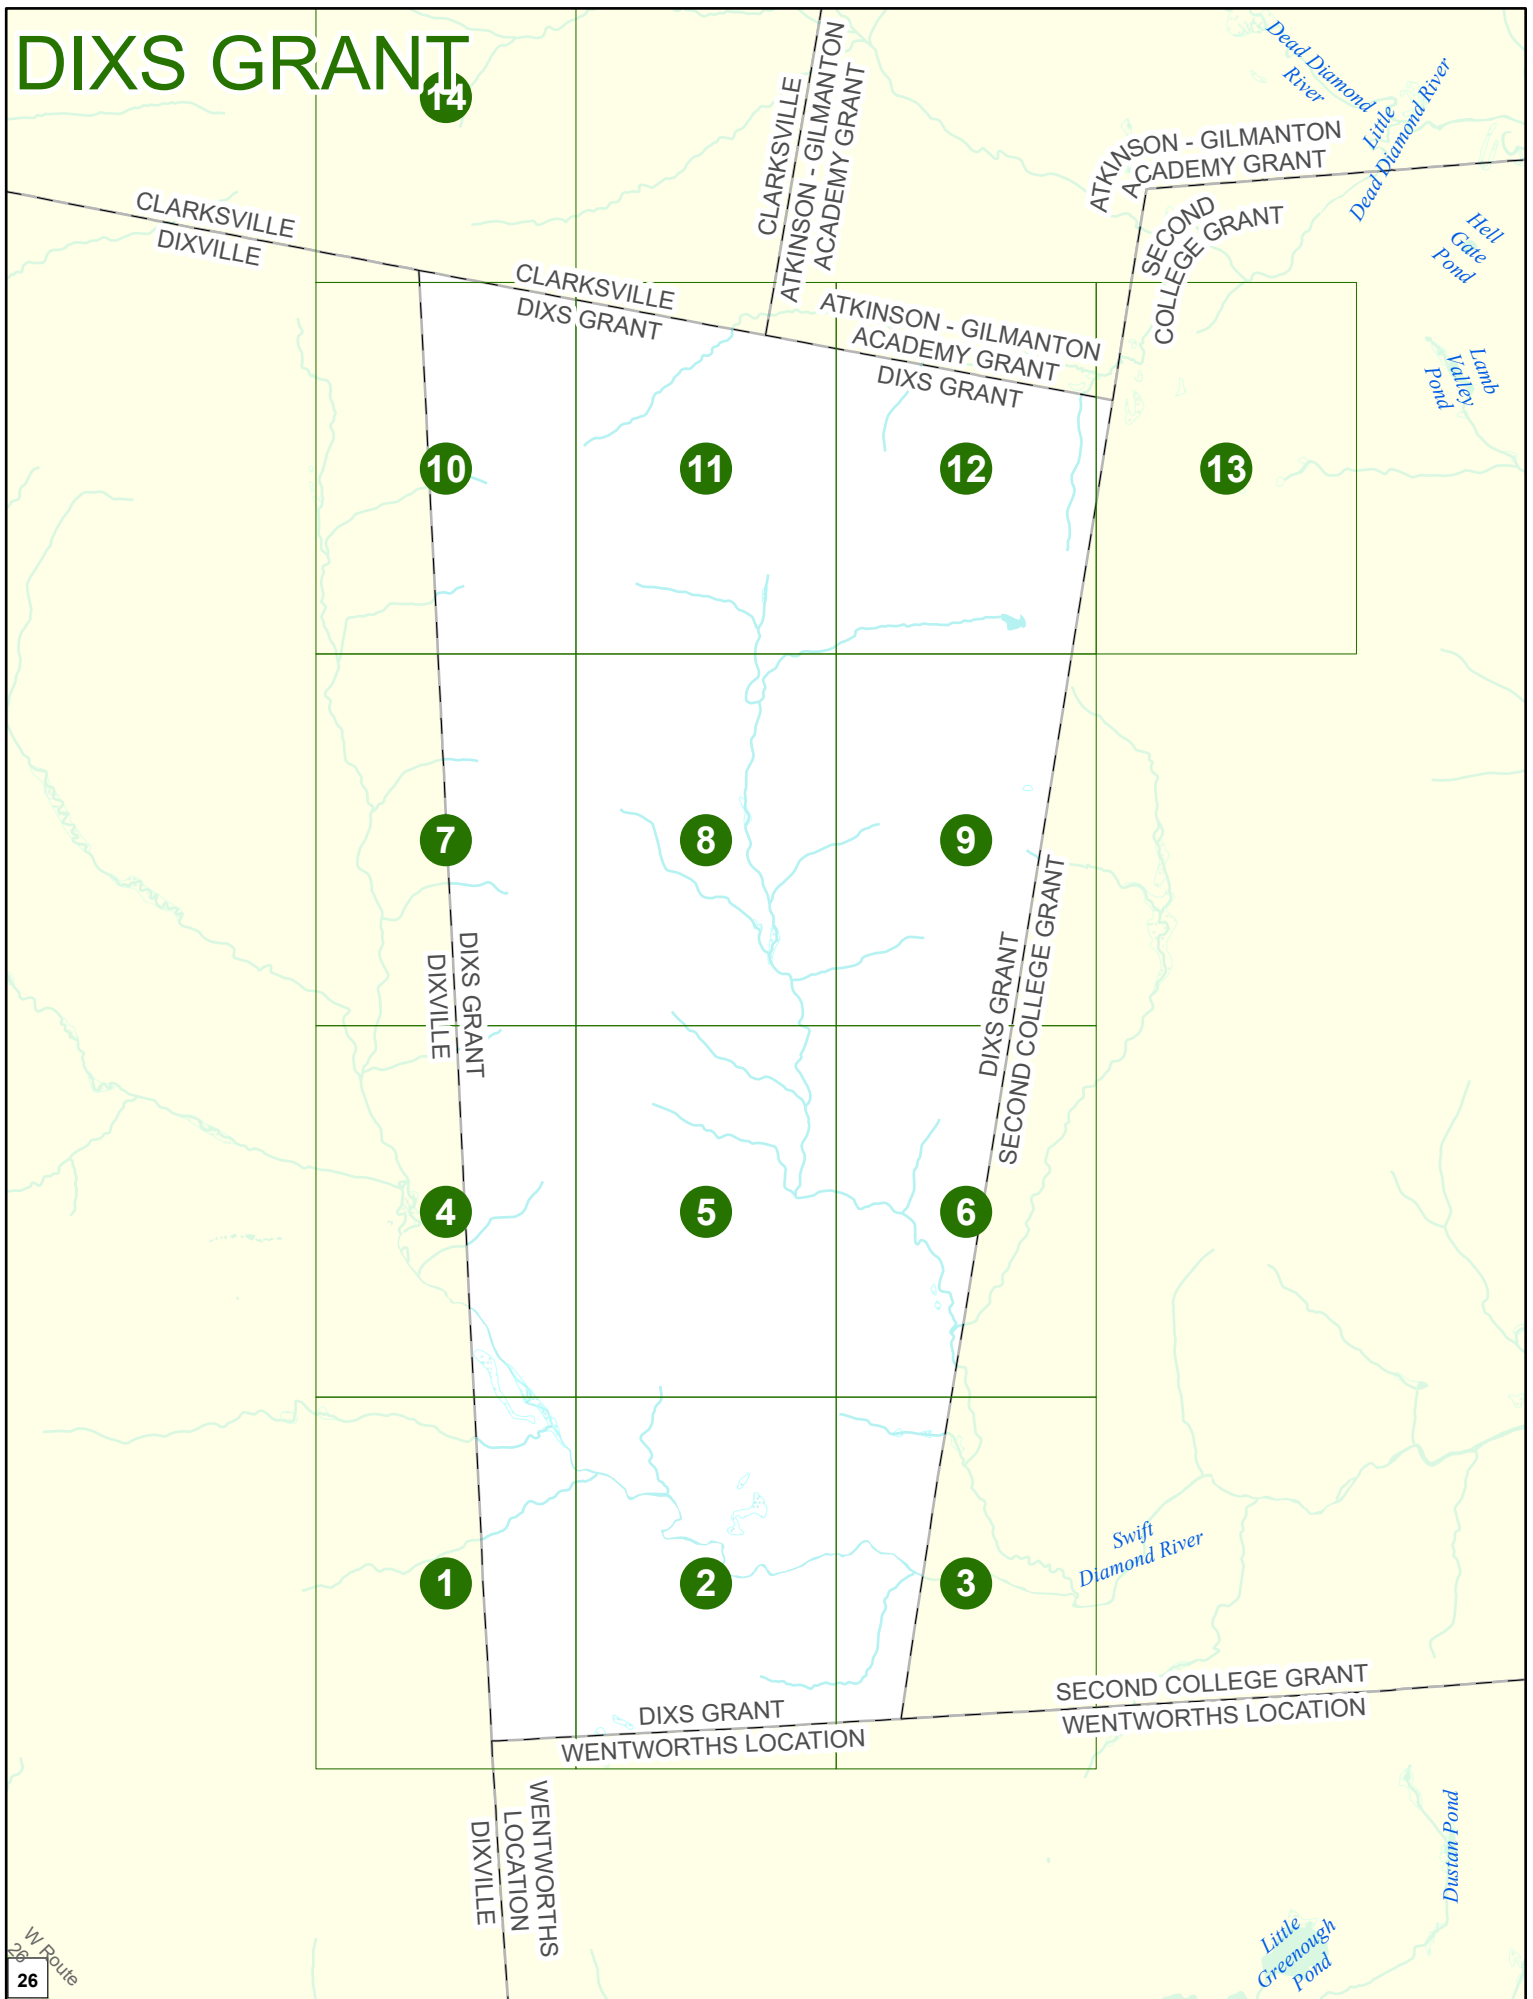 DIXS GRANT
14
CLARKSVILLE
ATKINSON - GILMANTON
ACADEMY GRANT
Dead Diamond
River
Little
Dead Diamond River
ATKINSON - GILMANTON
ACADEMY GRANT
SECOND
COLLEGE GRANT
Hell
Gate
Pond
Lamb
Valley
Pond
CLARKSVILLE
DIXVILLE
CLARKSVILLE
DIXS GRANT
ATKINSON - GILMANTON
ACADEMY GRANT
DIXS GRANT
10
11
12
13
7
8
9
DIXS GRANT
DIXVILLE
DIXS GRANT
SECOND COLLEGE GRANT
4
5
6
Swift
Diamond River
1
2
3
DIXS GRANT
WENTWORTHS LOCATION
SECOND COLLEGE GRANT
WENTWORTHS LOCATION
WENTWORTHS
LOCATION
DIXVILLE
Dustan Pond
Little
Greenough
Pond
W Route
26
26